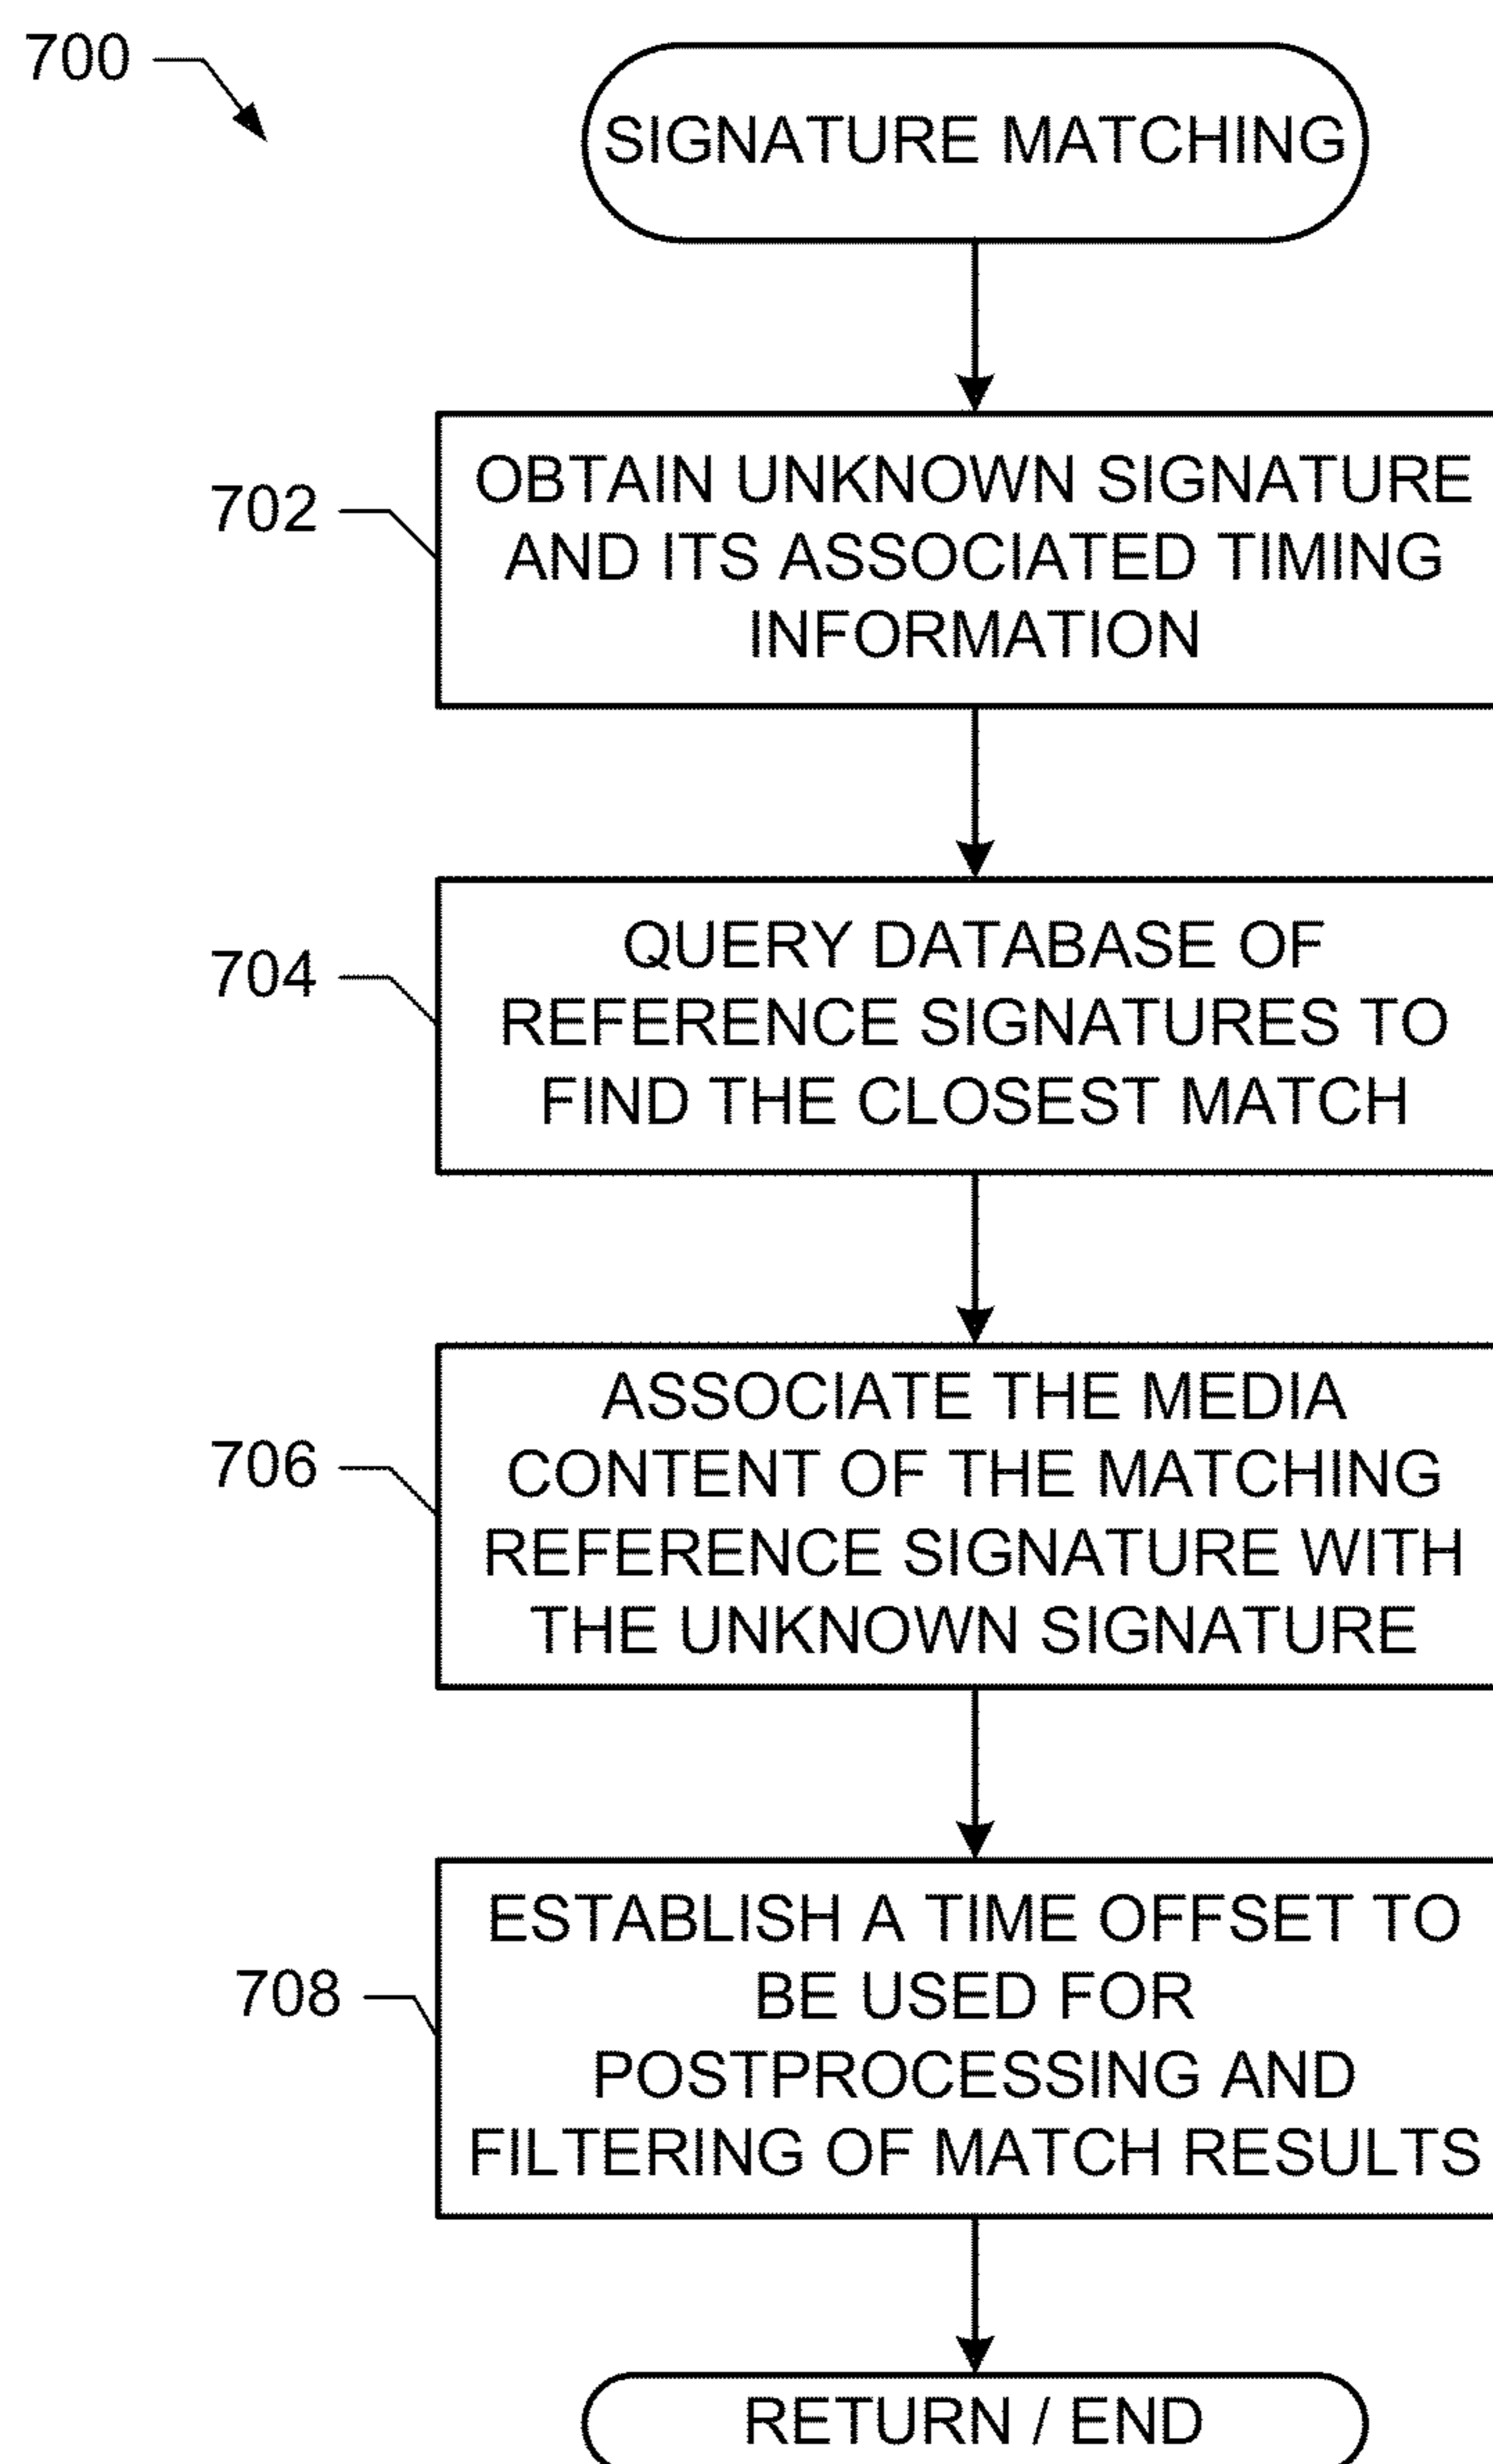 700
SIGNATURE MATCHING
702
OBTAIN UNKNOWN SIGNATURE
AND ITS ASSOCIATED TIMING
INFORMATION
704
QUERY DATABASE OF
REFERENCE SIGNATURES TO
FIND THE CLOSEST MATCH
706
ASSOCIATE THE MEDIA
CONTENT OF THE MATCHING
REFERENCE SIGNATURE WITH
THE UNKNOWN SIGNATURE
708
ESTABLISH A TIME OFFSET TO
BE USED FOR
POSTPROCESSING AND
FILTERING OF MATCH RESULTS
RETURN / END